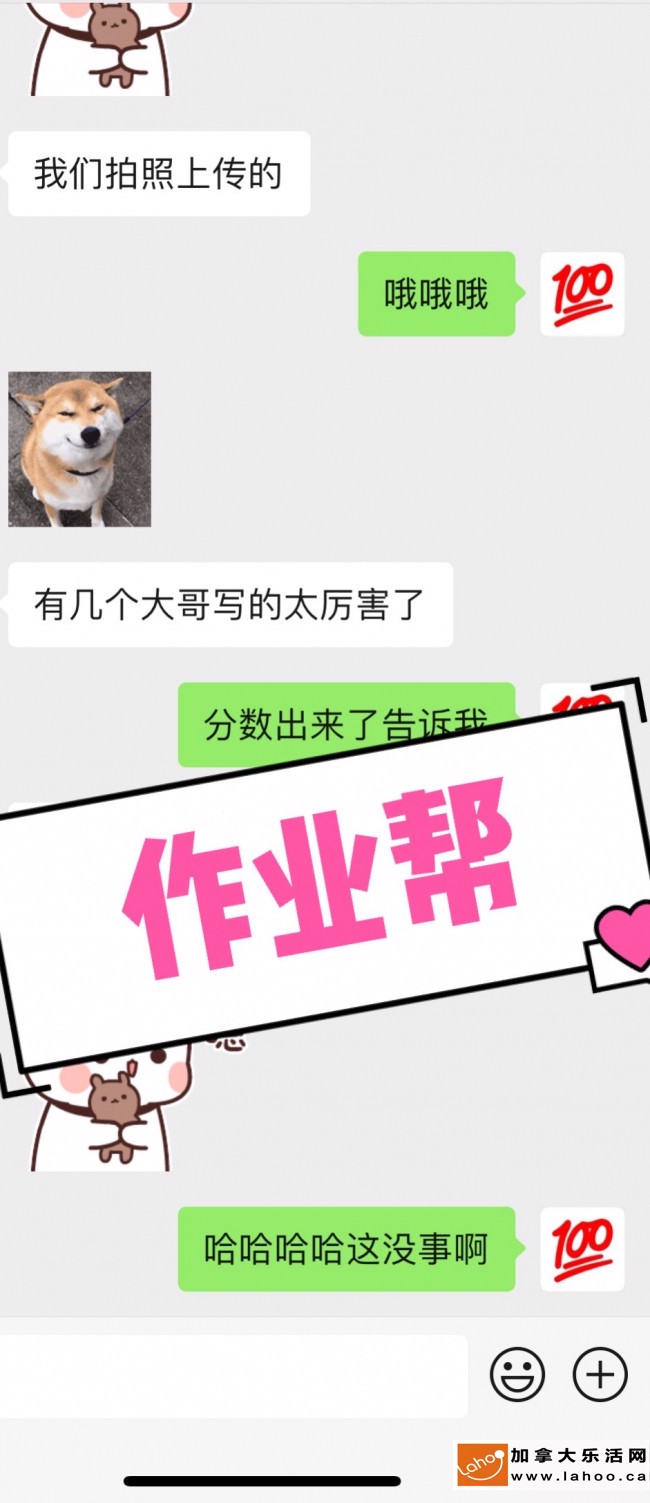 我们拍照上传的
哦哦哦
100
有几个大哥写的太厉害了
分数出来了告诉我
作业帮
哈哈哈哈这没事啊
100
Lahoo
加拿大乐活网
www.lahoo.ca